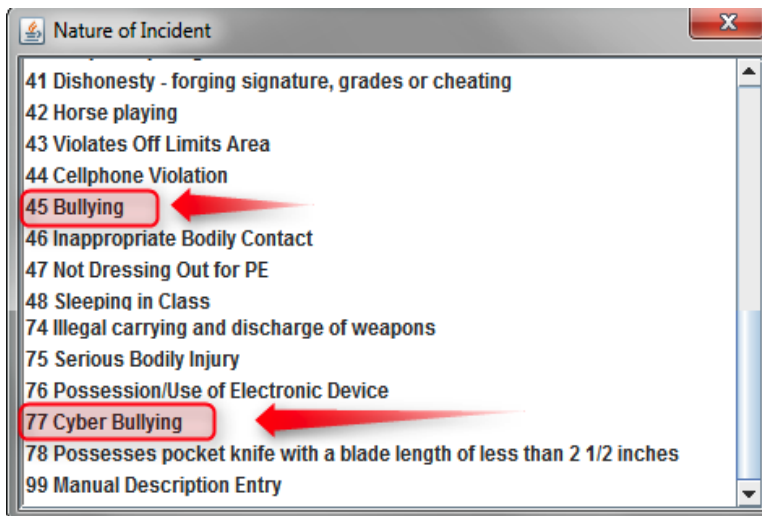 Nature of Incident
41 Dishonesty - forging signature, grades or cheating
42 Horse playing
43 Violates Off Limits Area
44 Cellphone Violation
45 Bullying
46 Inappropriate Bodily Contact
47 Not Dressing Out for PE
48 Sleeping in Class
74 Illegal carrying and discharge of weapons
75 Serious Bodily Injury
76 Possession/Use of Electronic Device
77 Cyber Bullying
78 Possesses pocket knife with a blade length of less than 2 1/2 inches
99 Manual Description Entry